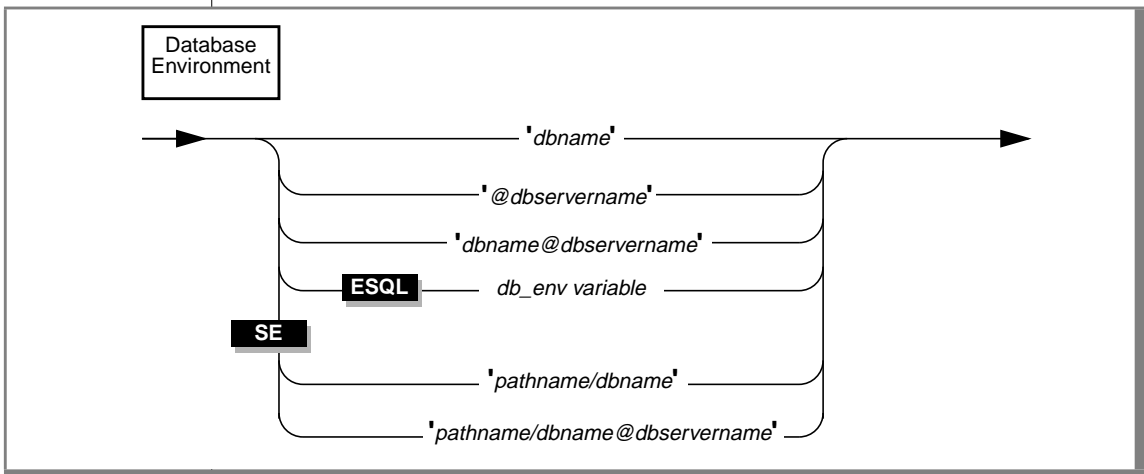 Database
Environment
'dbname'
'@dbservername'
'dbname@dbservername'
ESQL db_env variable
SE
'pathname/dbname'
'pathname/dbname@dbservername'